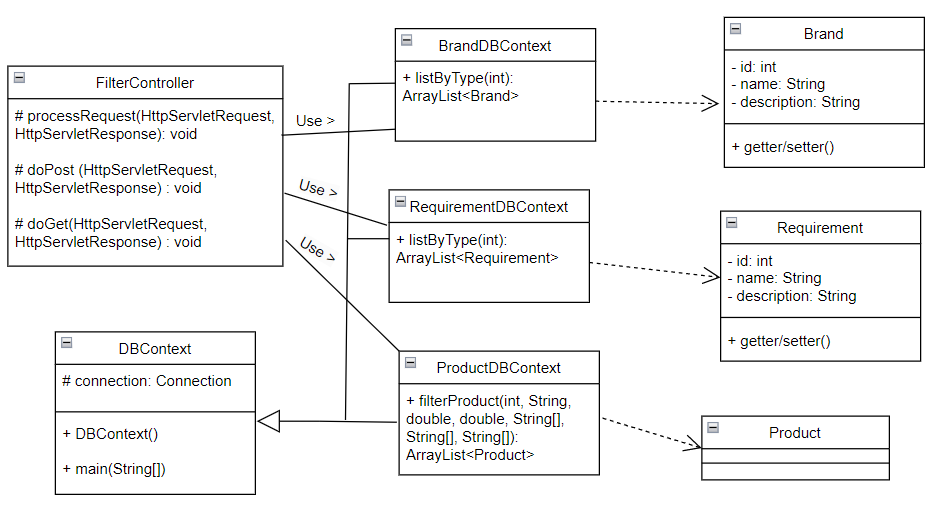 FilterController
# processRequest(HttpServletRequest,
HttpServletResponse): void
# doPost (HttpServletRequest,
HttpServletResponse) : void
# doGet(HttpServletRequest,
HttpServletResponse) : void
Use >
Use >
Use >
BrandDBContext
+ listByType(int):
ArrayList<Brand>
Brand
- id: int
- name: String
- description: String
+ getter/setter()
RequirementDBContext
+ listByType(int):
ArrayList<Requirement>
Requirement
- id: int
- name: String
- description: String
+ getter/setter()
DBContext
# connection: Connection
+ DBContext()
+ main(String[])
ProductDBContext
+ filterProduct(int, String,
double, double, String[],
String[], String[]):
ArrayList<Product>
Product